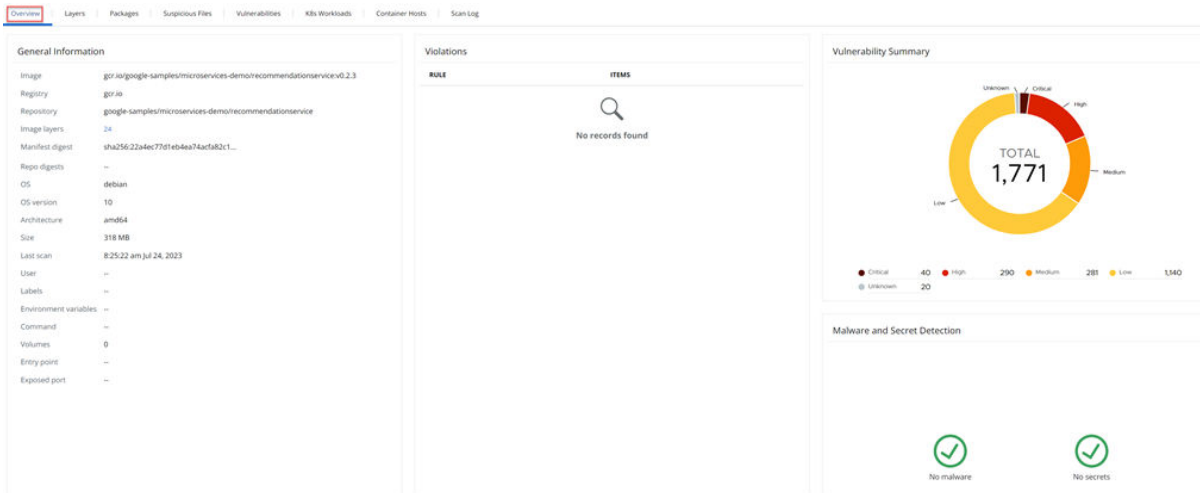 Overview Layers Packages Suspicious Files Vulnerabilities K8s Workloads Container Hosts Scan Log
General Information
Image gcr.io/google-samples/microservices-demo/recommendationservice:v0.2.3
Registry gcr.io
Repository google-samples/microservices-demo/recommendationservice
Image layers 24
Manifest digest sha256:22a4ec77d1eb4ea74acfa82c1...
Repo digests --
OS debian
OS version 10
Architecture amd64
Size 318 MB
Last scan 8:25:22 am Jul 24, 2023
User --
Labels --
Environment variables --
Command --
Volumes 0
Entry point --
Exposed port --
Violations
RULE ITEMS
No records found
Vulnerability Summary
Unknown Critical
High
TOTAL
1,771
Medium
Low
Critical 40 High 290 Medium 281 Low 1,140
Unknown 20
Malware and Secret Detection
No malware No secrets